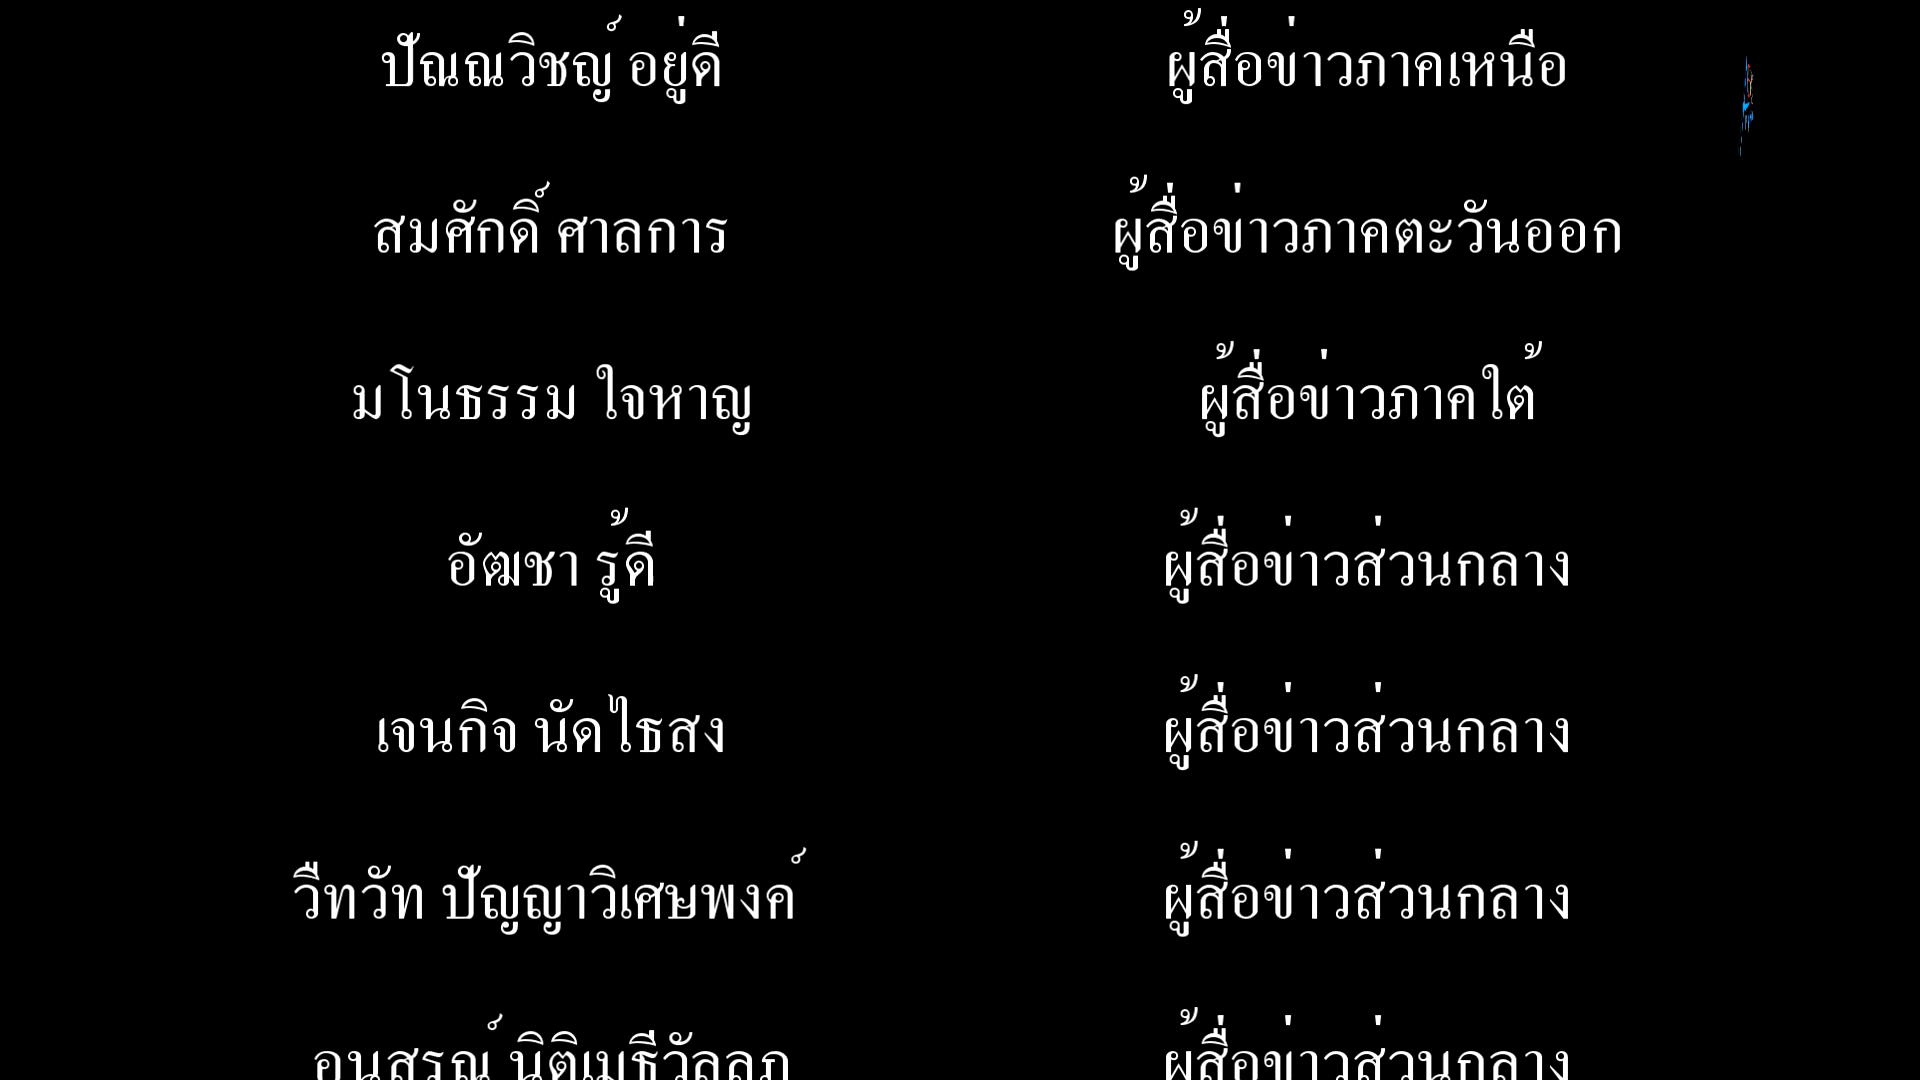 ปัณณวิชญ์ อยู่ดี ผู้สื่อข่าวภาคเหนือ
สมศักดิ์ ศาลการ ผู้สื่อข่าวภาคตะวันออก
มโนธรรม ใจหาญ ผู้สื่อข่าวภาคใต้
อัฒชา รู้ดี ผู้สื่อข่าวส่วนกลาง
เจนกิจ นัดไธสง ผู้สื่อข่าวส่วนกลาง
วืทวัท ปัญญาวิเศษพงค์ ผู้สื่อข่าวส่วนกลาง
นิติเมธีวัลลภ ผู้สื่อข่าวส่วนกลาง